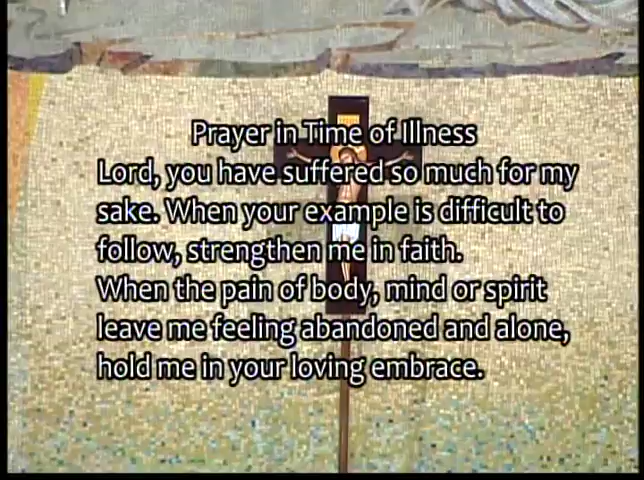 Prayer in Time of Illness
Lord, you have suffered so much for my
sake. When your example is difficult to
follow, strengthen me in faith.
When the pain of body, mind or spirit
leave me feeling abandoned and alone,
hold me in your loving embrace.